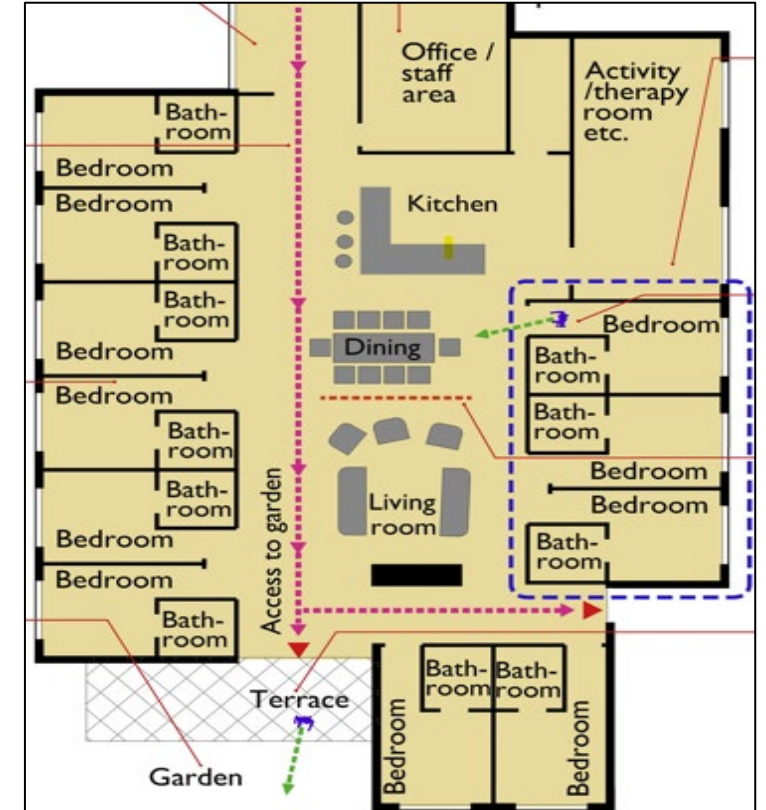 Office /
staff
area
Activity
/therapy
room
etc.
Bath-
room
Bedroom
Bedroom
Kitchen
Bath-
room
Bath-
room
Bedroom
Dining
Bedroom
Bath-
room
Bedroom
Bath-
room
Bath-
room
Bath-
room
Bedroom
Bedroom
Living
room
Access to garden
Bedroom
Bedroom
Bath-
room
Bath-
room
Bath-
room
Bath-
room
Terrace
Bedroom
Bedroom
Garden